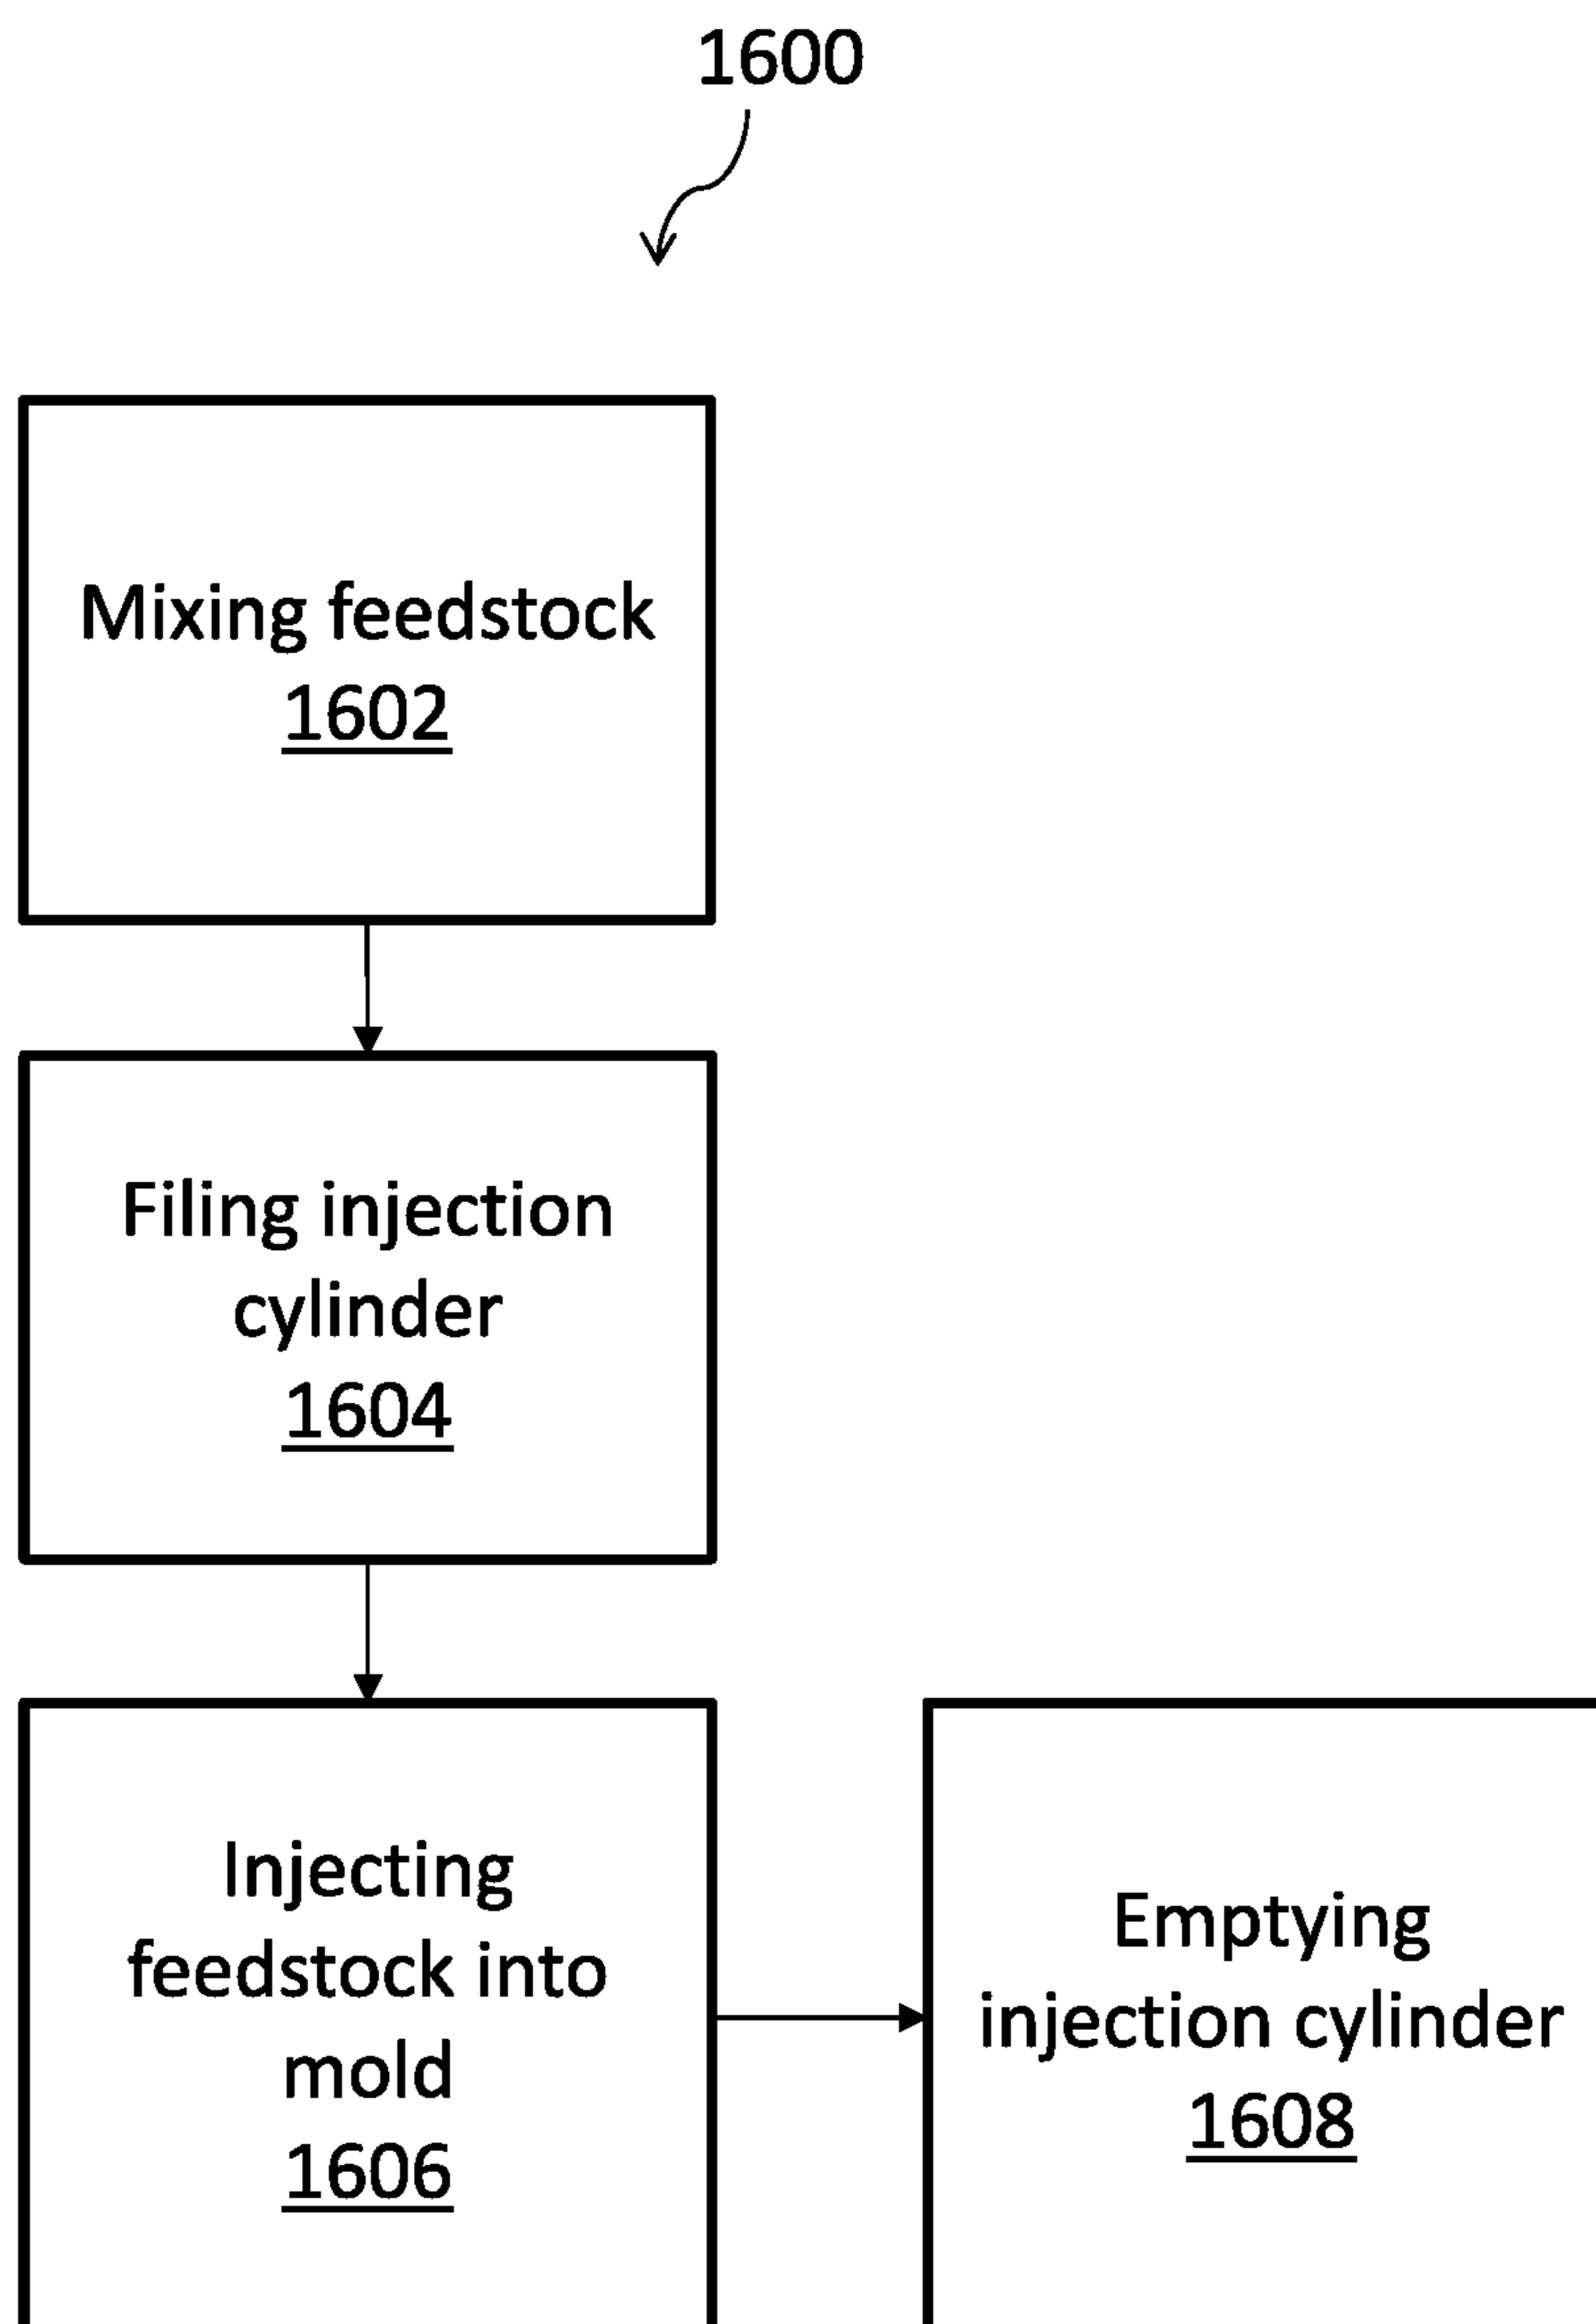 1600
Mixing feedstock
1602
Filing injection
cylinder
1604
Injecting
feedstock into
mold
1606
Emptying
injection cylinder
1608